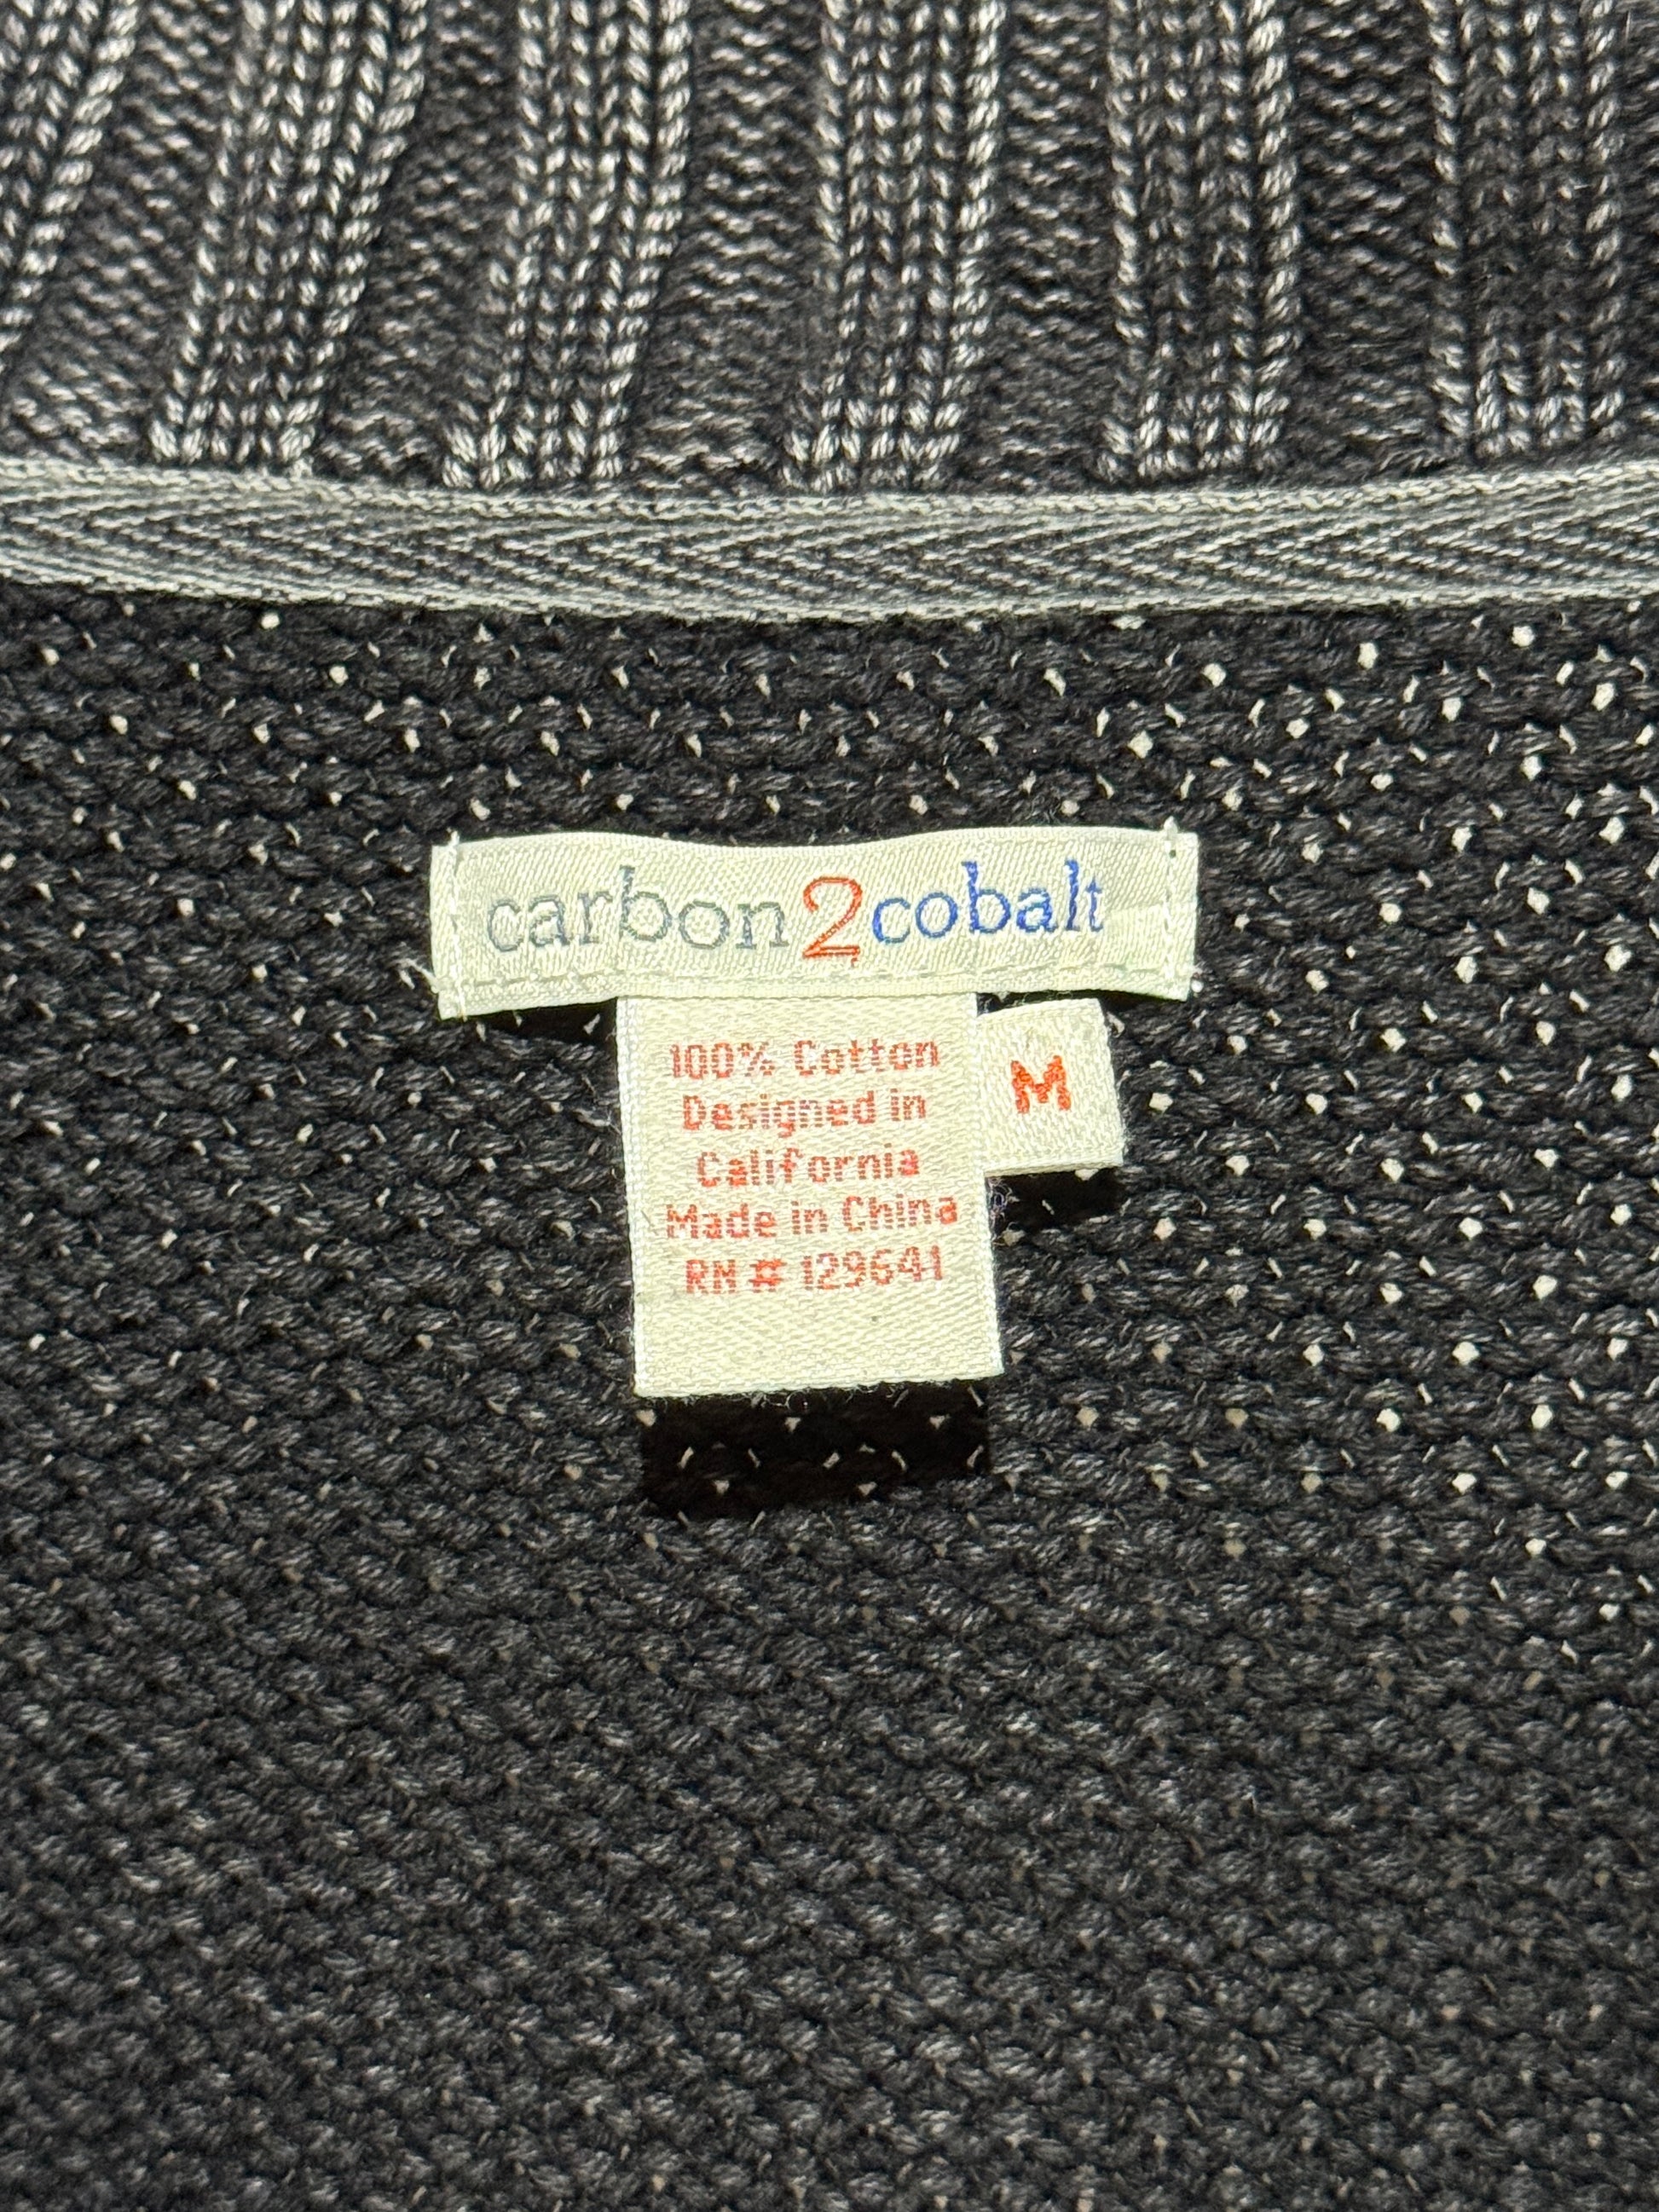 carbon2cobalt
100% Cotton
Designed in
California
Made in China
RN # 129641
M